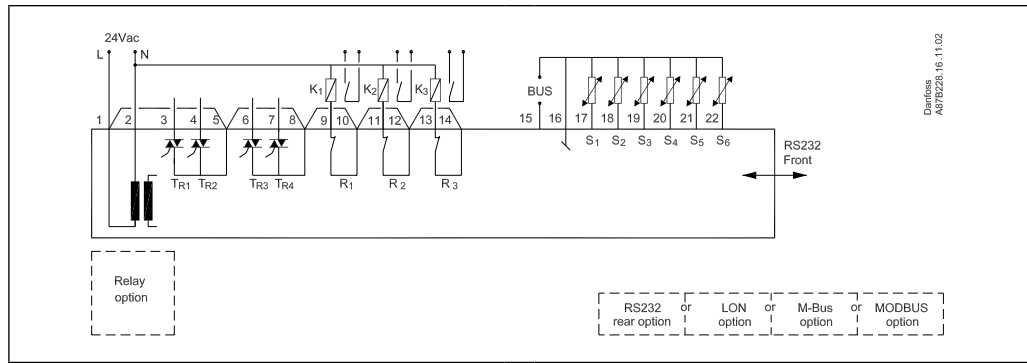 24Vac
L N
K1 K2 K3
BUS
1 2 3 4 5 6 7 8 9 10 11 12 13 14 15 16 17 18 19 20 21 22
TR1 TR2 TR3 TR4 R1 R2 R3
S1 S2 S3 S4 S5 S6
RS232
Front
Danfoss
A87B228.16.11.02
Relay
option
RS232 or LON or M-Bus or MODBUS
rear option option option option